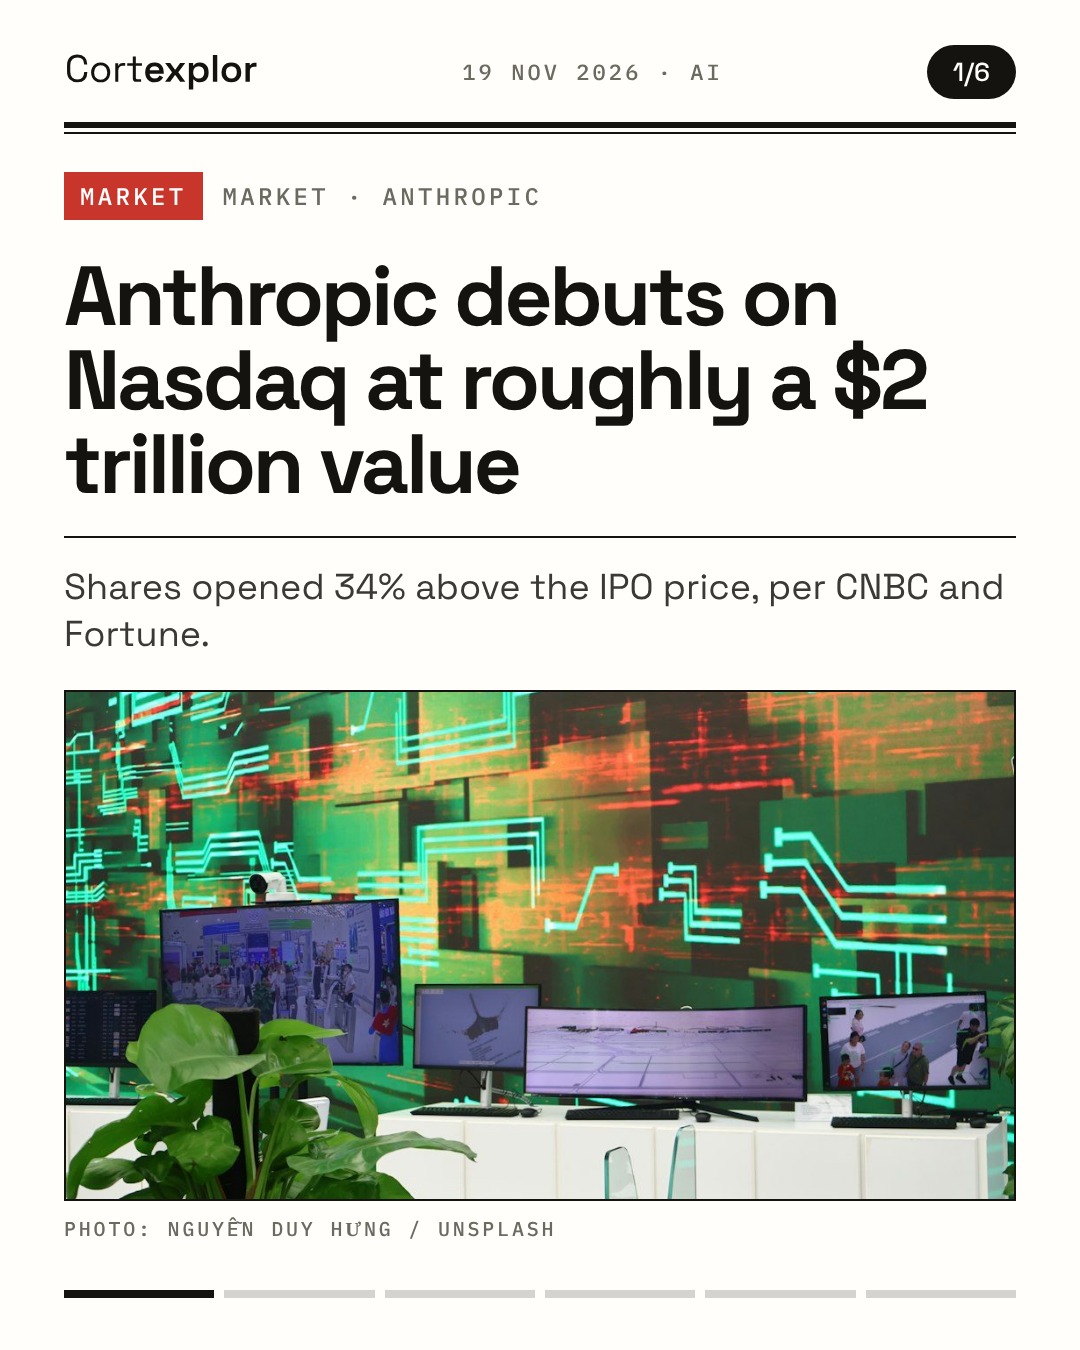 Cortexplor
19 NOV 2026 · AI
1/6
MARKET
MARKET · ANTHROPIC
Anthropic debuts on
Nasdaq at roughly a $2
trillion value
Shares opened 34% above the IPO price, per CNBC and
Fortune.
PHOTO: NGUYỄN DUY HƯNG / UNSPLASH